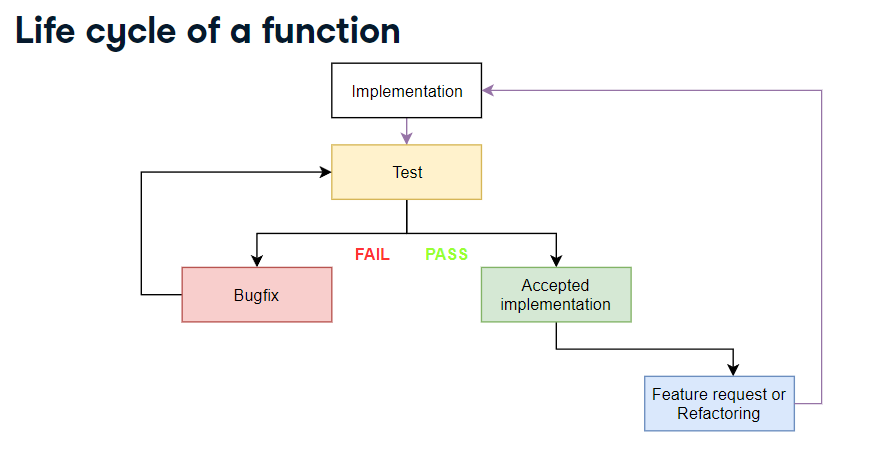 Life cycle of a function
Implementation
Test
FAIL
PASS
Bugfix
Accepted
implementation
Feature request or
Refactoring